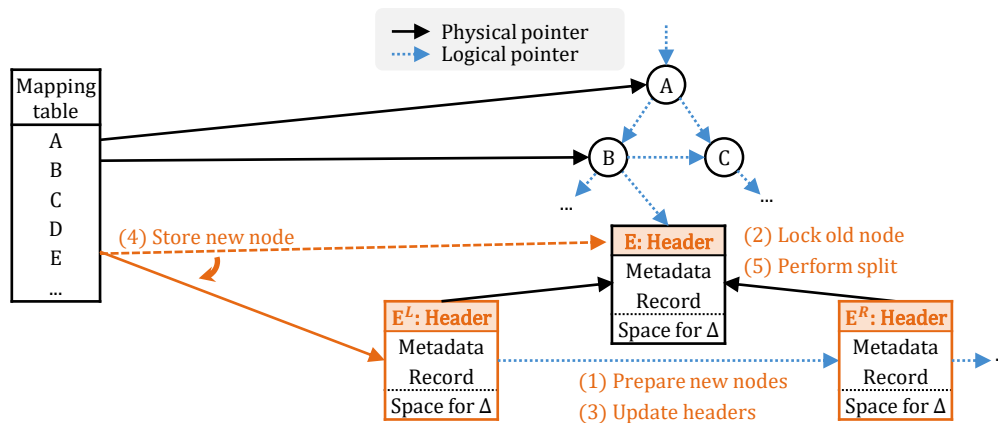 Physical pointer
Logical pointer
Mapping
table
A
B
C
D
E
...
A
B
C
...
...
(4) Store new node
E: Header
Metadata
Record
Space for Δ
(2) Lock old node
(5) Perform split
Eᴸ: Header
Metadata
Record
Space for Δ
(1) Prepare new nodes
(3) Update headers
Eᴿ: Header
Metadata
Record
Space for Δ